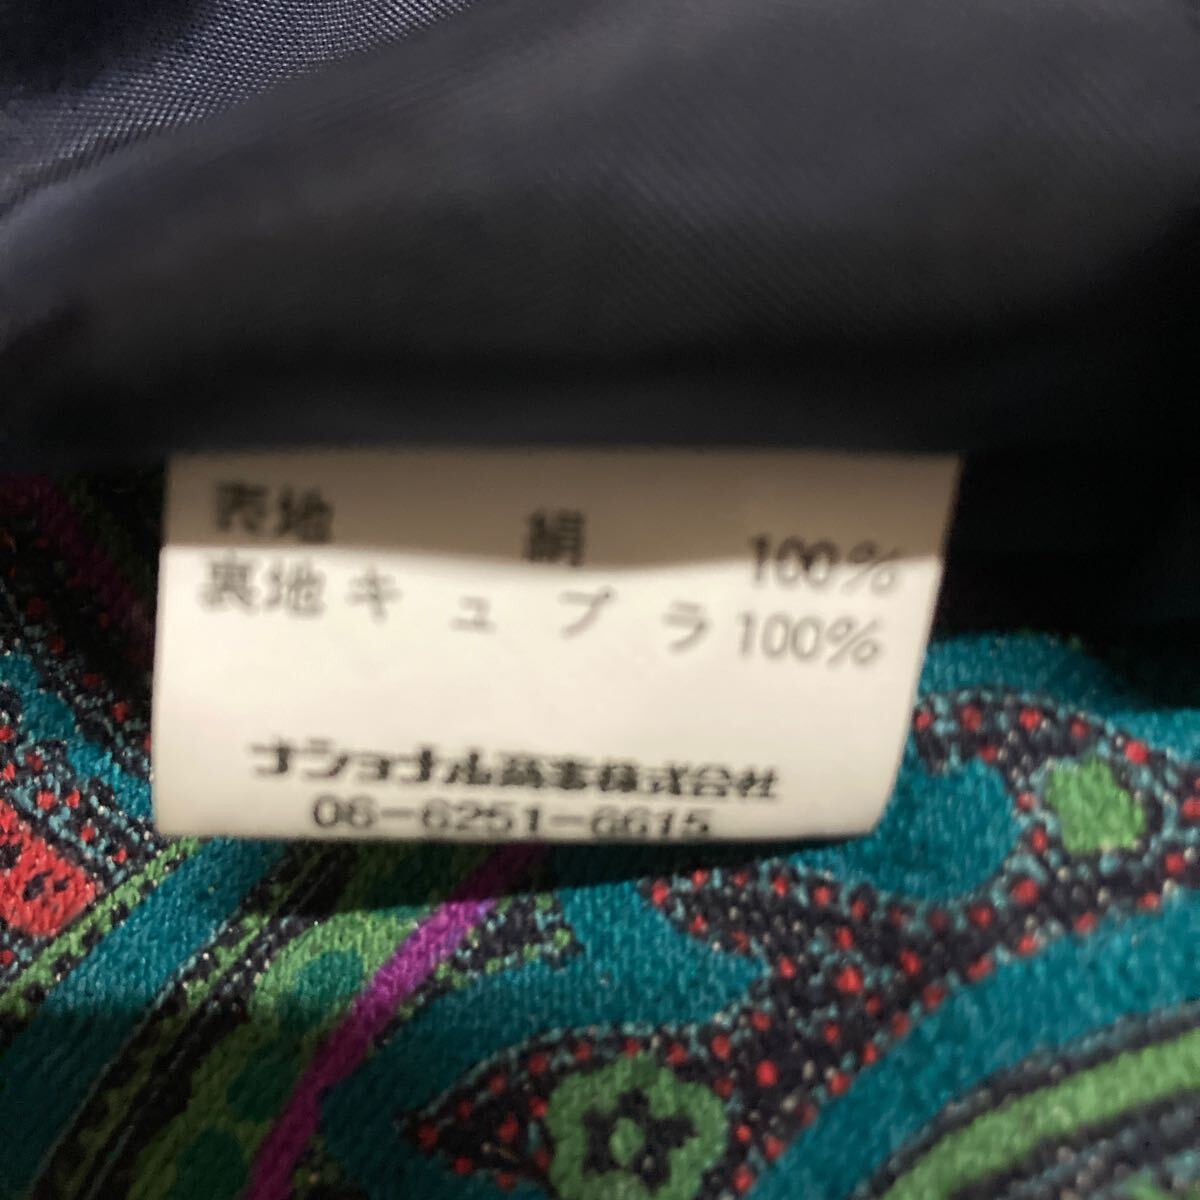 表地 絹 100%
裏地 キュプラ 100%
ナショナル商事株式会社
06-6251-6615